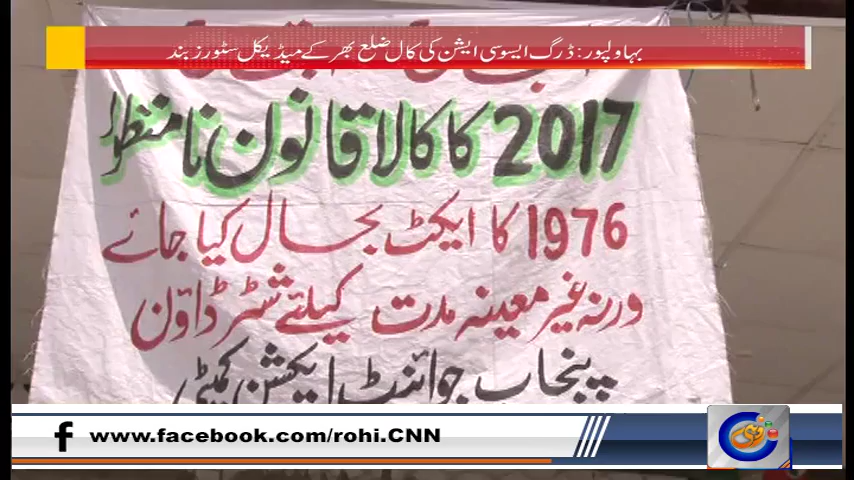 بہاولپور: ڈرگ ایسوسی ایشن کی کال ضلع بھر کے میڈیکل سٹورز بند
2017 کا کالا قانون نامنظور
1976 کا ایکٹ بحال کیا جائے
ورنہ غیر معینہ مدت کیلئے شٹر ڈاؤن
پنجاب جوائنٹ ایکشن کمیٹی
www.facebook.com/rohi.CNN